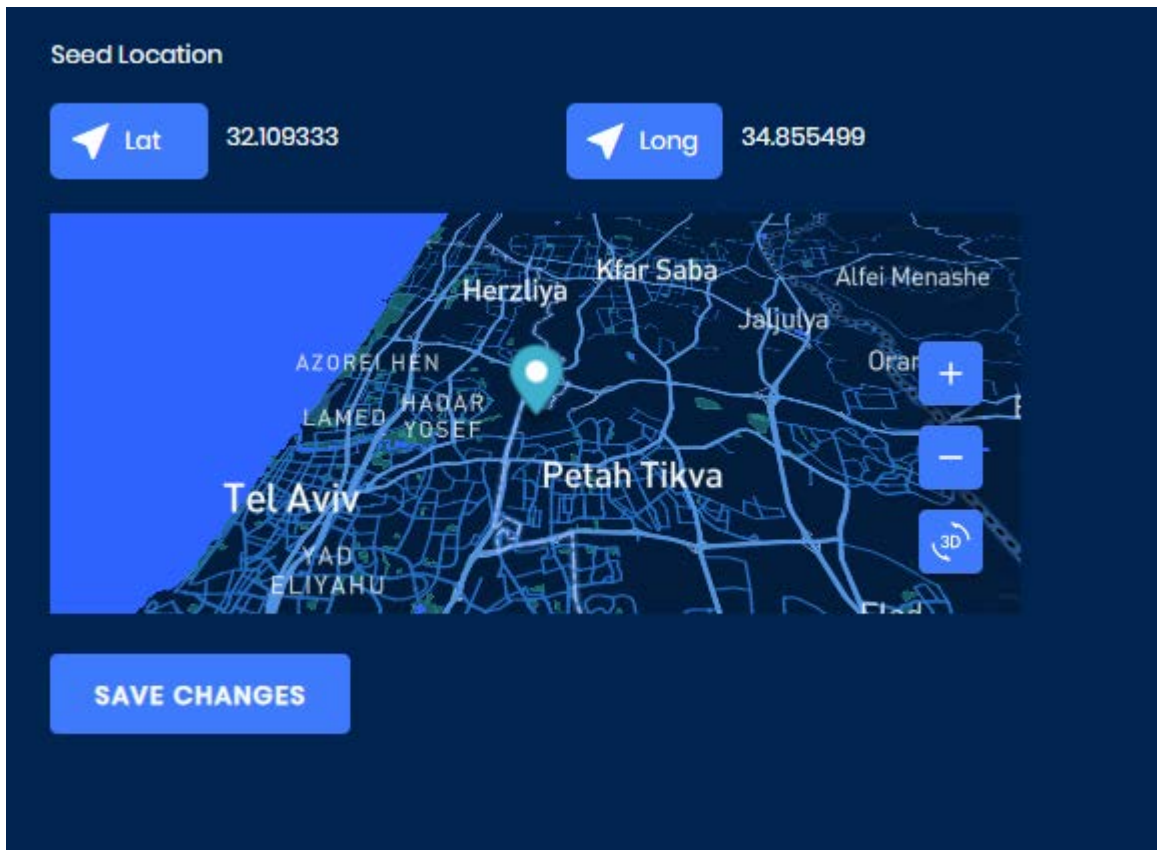 Seed Location
Lat
32.109333
Long
34.855499
Kfar Saba
Alfei Menashe
Herzliya
Jaljulya
AZOREI HEN
Oran
+
HADAR
YOSEF
LAMED
−
Petah Tikva
Tel Aviv
3D
YAD
ELIYAHU
SAVE CHANGES